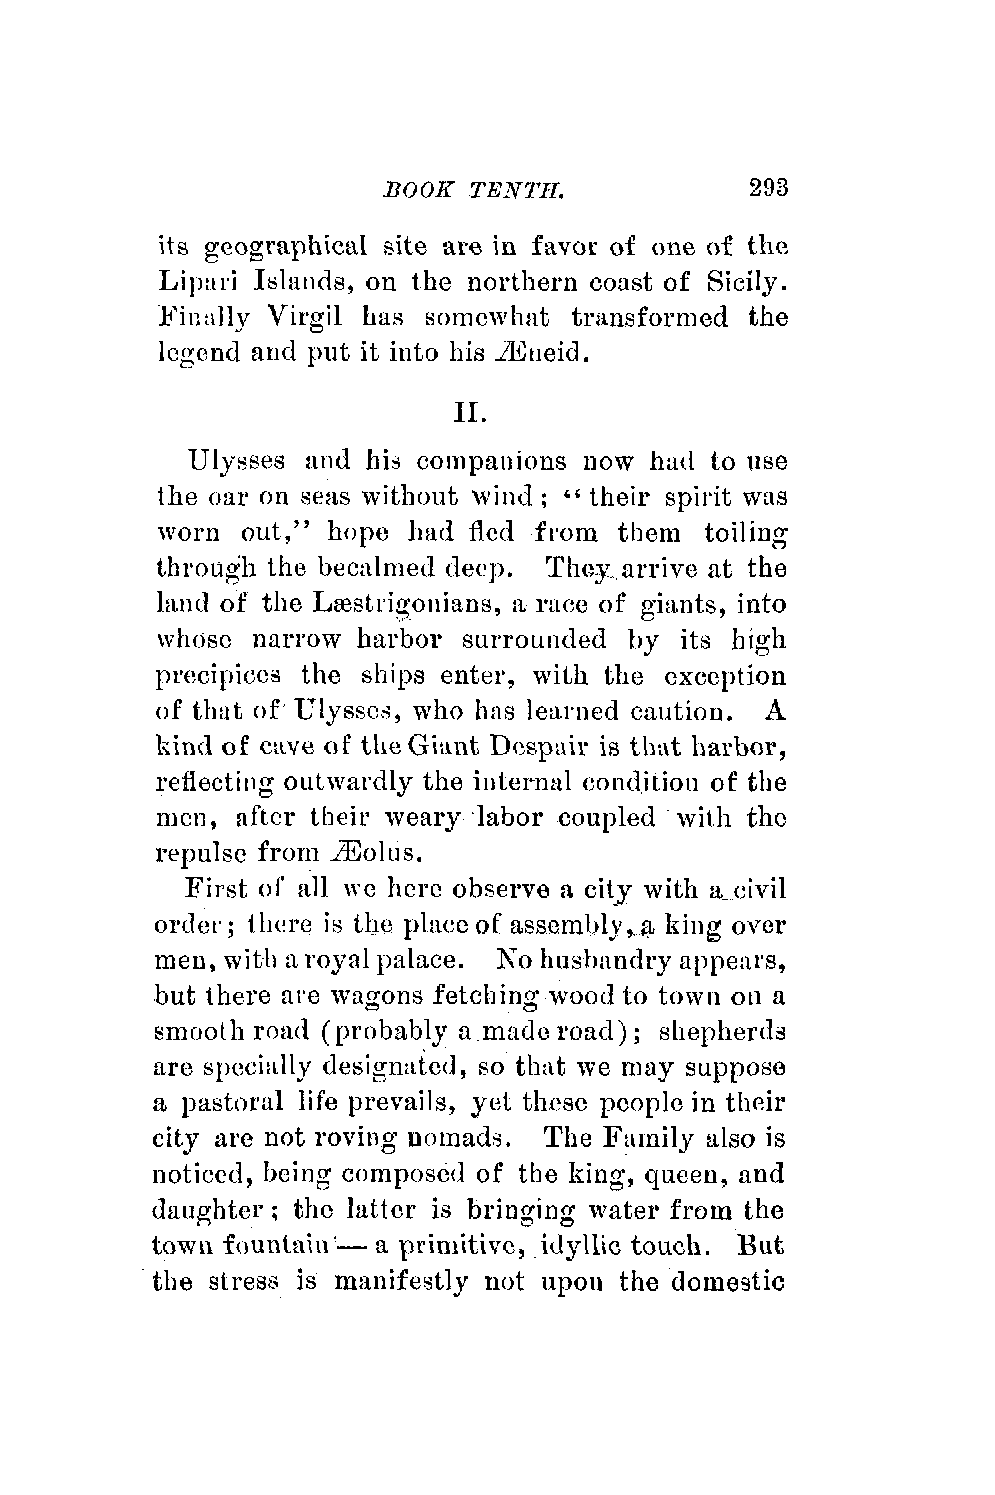 BOOK TENTH. 293
its geographical site are in favor of one of the
Lipari Islands, on the northern coast of Sicily.
Finally Virgil has somewhat transformed the
legend and put it into his Æneid.
II.
Ulysses and his companions now had to use
the oar on seas without wind; “their spirit was
worn out,” hope had fled from them toiling
through the becalmed deep. They arrive at the
land of the Læstrigonians, a race of giants, into
whose narrow harbor surrounded by its high
precipices the ships enter, with the exception
of that of Ulysses, who has learned caution. A
kind of cave of the Giant Despair is that harbor,
reflecting outwardly the internal condition of the
men, after their weary labor coupled with the
repulse from Æolus.
First of all we here observe a city with a civil
order; there is the place of assembly, a king over
men, with a royal palace. No husbandry appears,
but there are wagons fetching wood to town on a
smooth road (probably a made road); shepherds
are specially designated, so that we may suppose
a pastoral life prevails, yet these people in their
city are not roving nomads. The Family also is
noticed, being composed of the king, queen, and
daughter; the latter is bringing water from the
town fountain — a primitive, idyllic touch. But
the stress is manifestly not upon the domestic